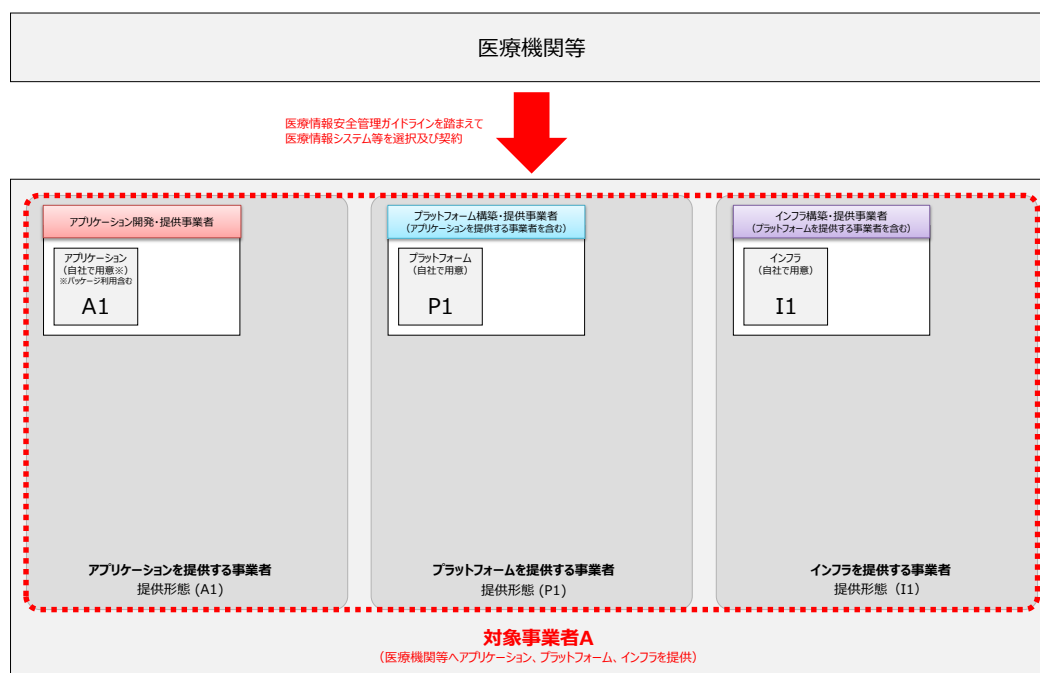 医療機関等
医療情報安全管理ガイドラインを踏まえて
医療情報システム等を選択及び契約
アプリケーション開発・提供事業者
アプリケーション
(自社で用意※)
※パッケージ利用含む
A1
アプリケーションを提供する事業者
提供形態 (A1)
プラットフォーム構築・提供事業者
(アプリケーションを提供する事業者を含む)
プラットフォーム
(自社で用意)
P1
プラットフォームを提供する事業者
提供形態 (P1)
インフラ構築・提供事業者
(プラットフォームを提供する事業者を含む)
インフラ
(自社で用意)
I1
インフラを提供する事業者
提供形態 (I1)
対象事業者A
(医療機関等へアプリケーション、プラットフォーム、インフラを提供)